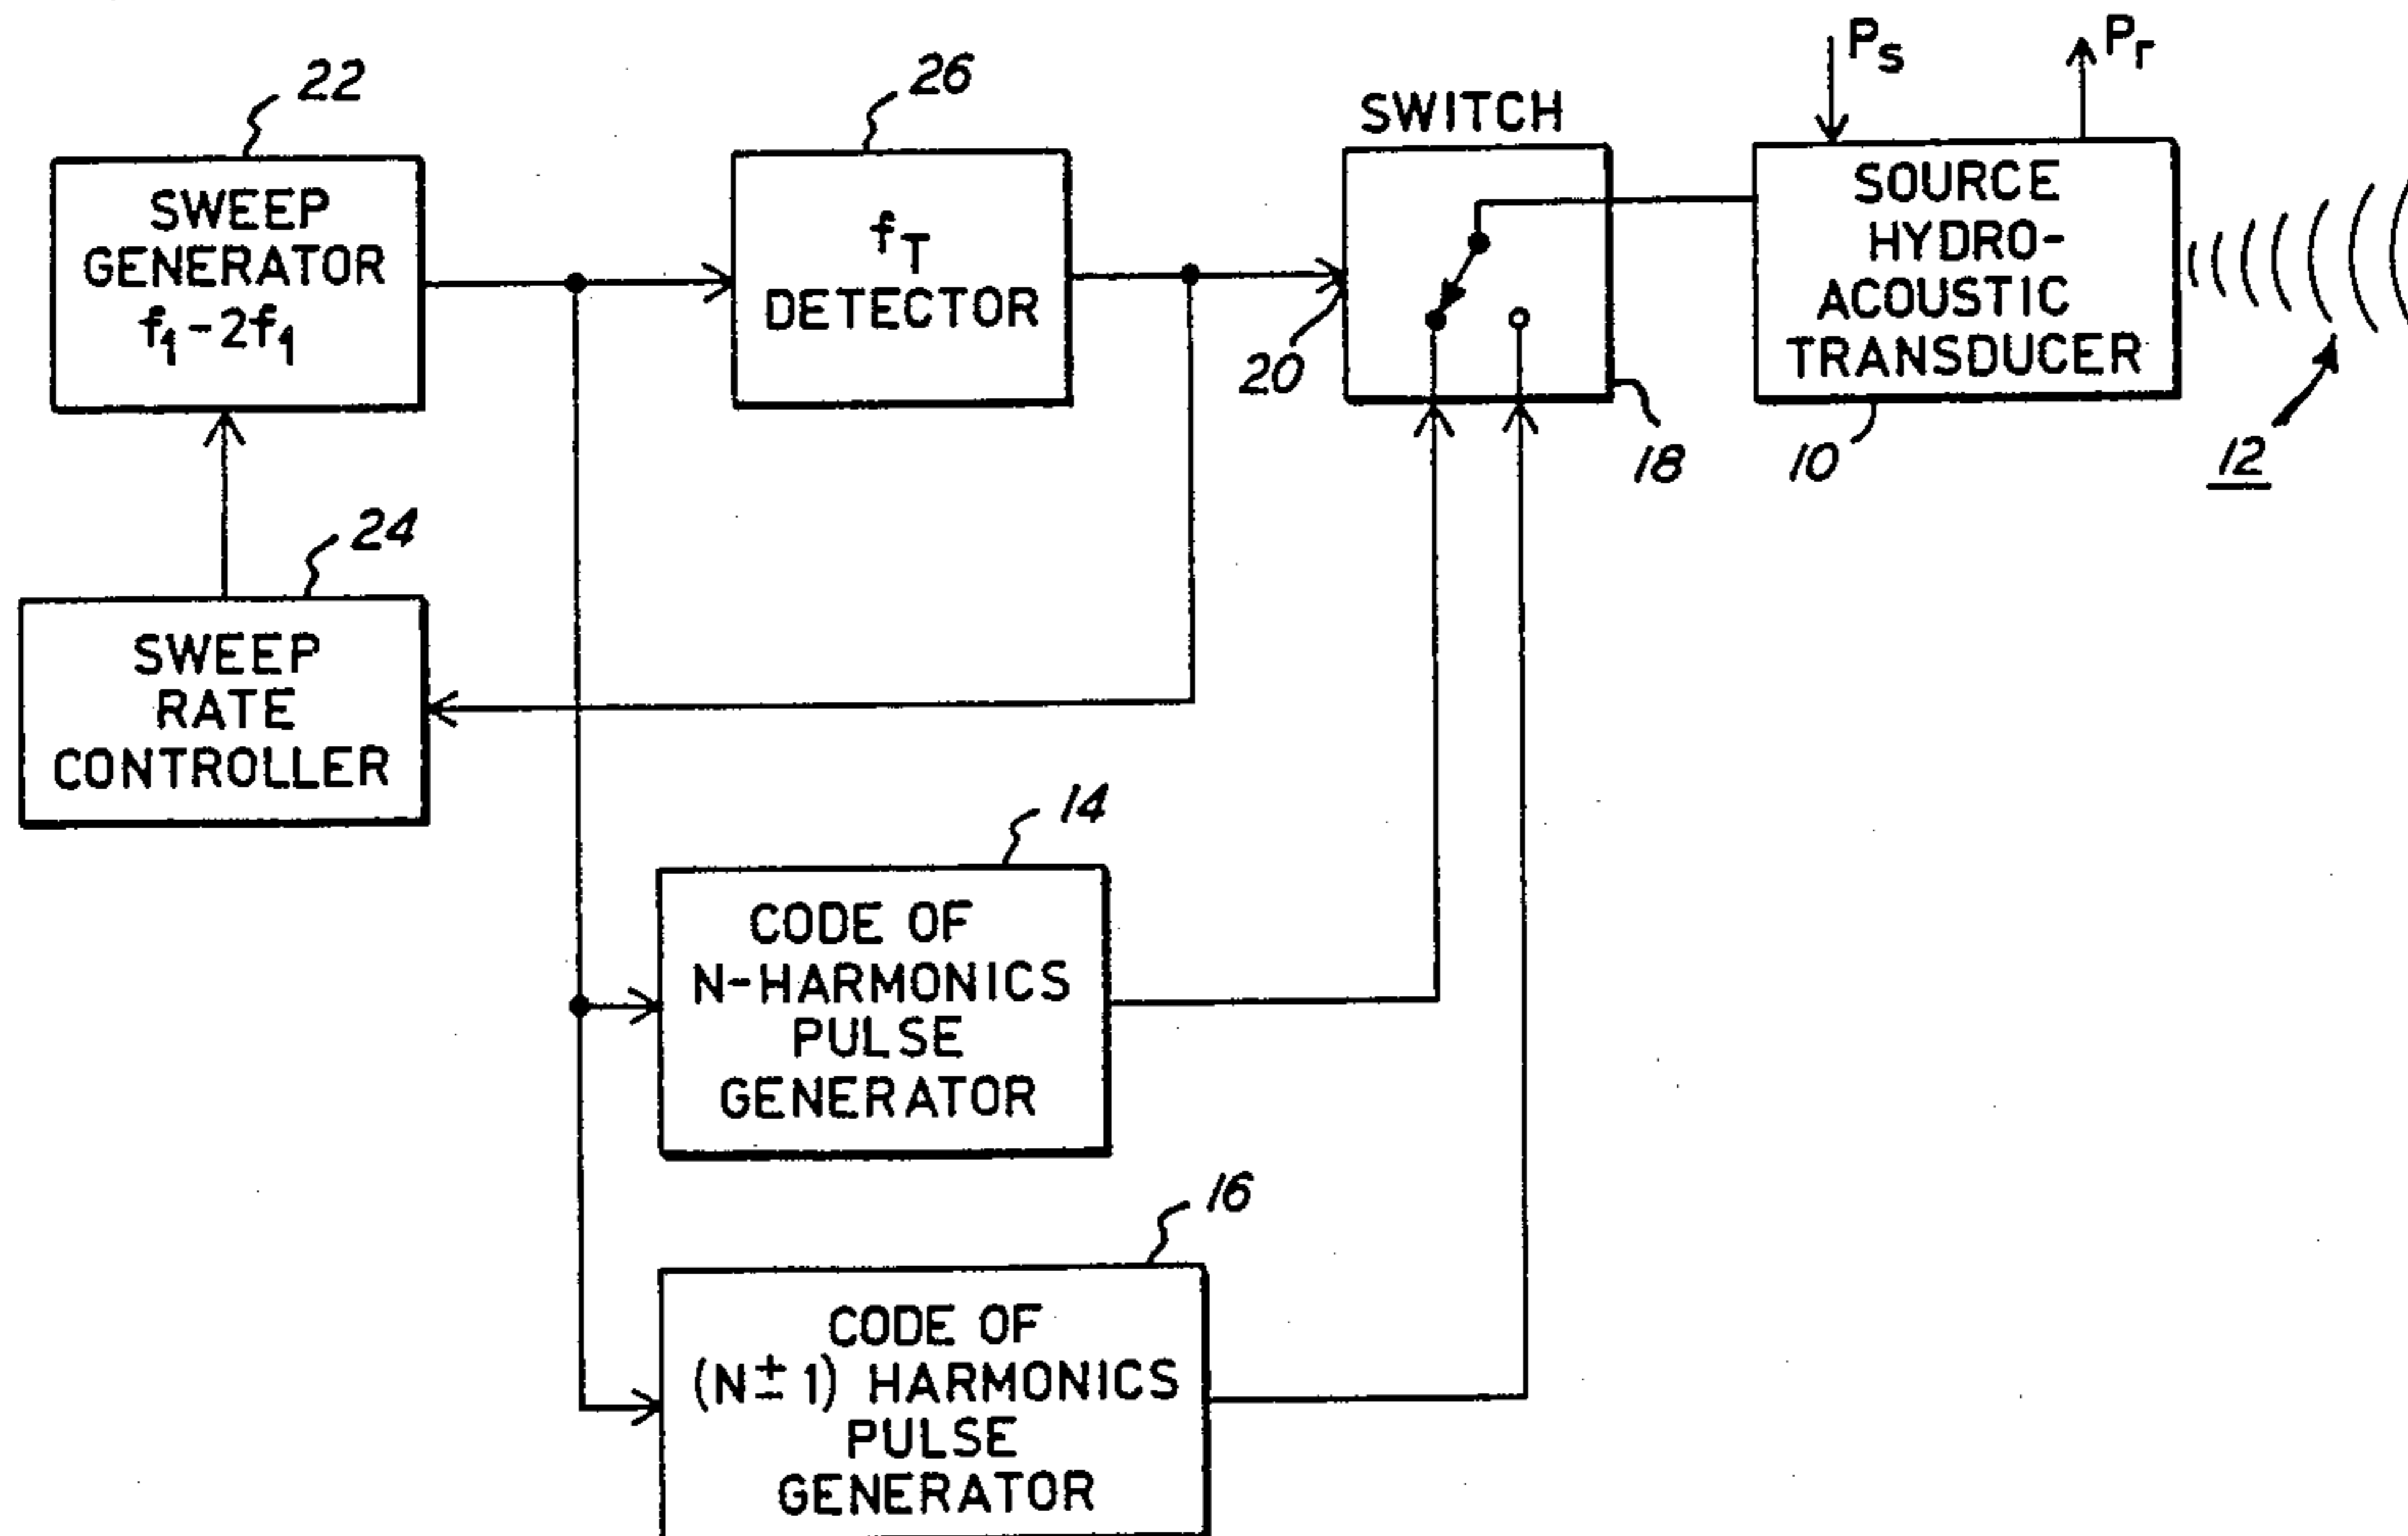 22
SWEEP
GENERATOR
f1-2f1
26
fT
DETECTOR
SWITCH
20
18
Ps
Pr
SOURCE
HYDRO-
ACOUSTIC
TRANSDUCER
10
12
24
SWEEP
RATE
CONTROLLER
14
CODE OF
N-HARMONICS
PULSE
GENERATOR
16
CODE OF
(N±1) HARMONICS
PULSE
GENERATOR